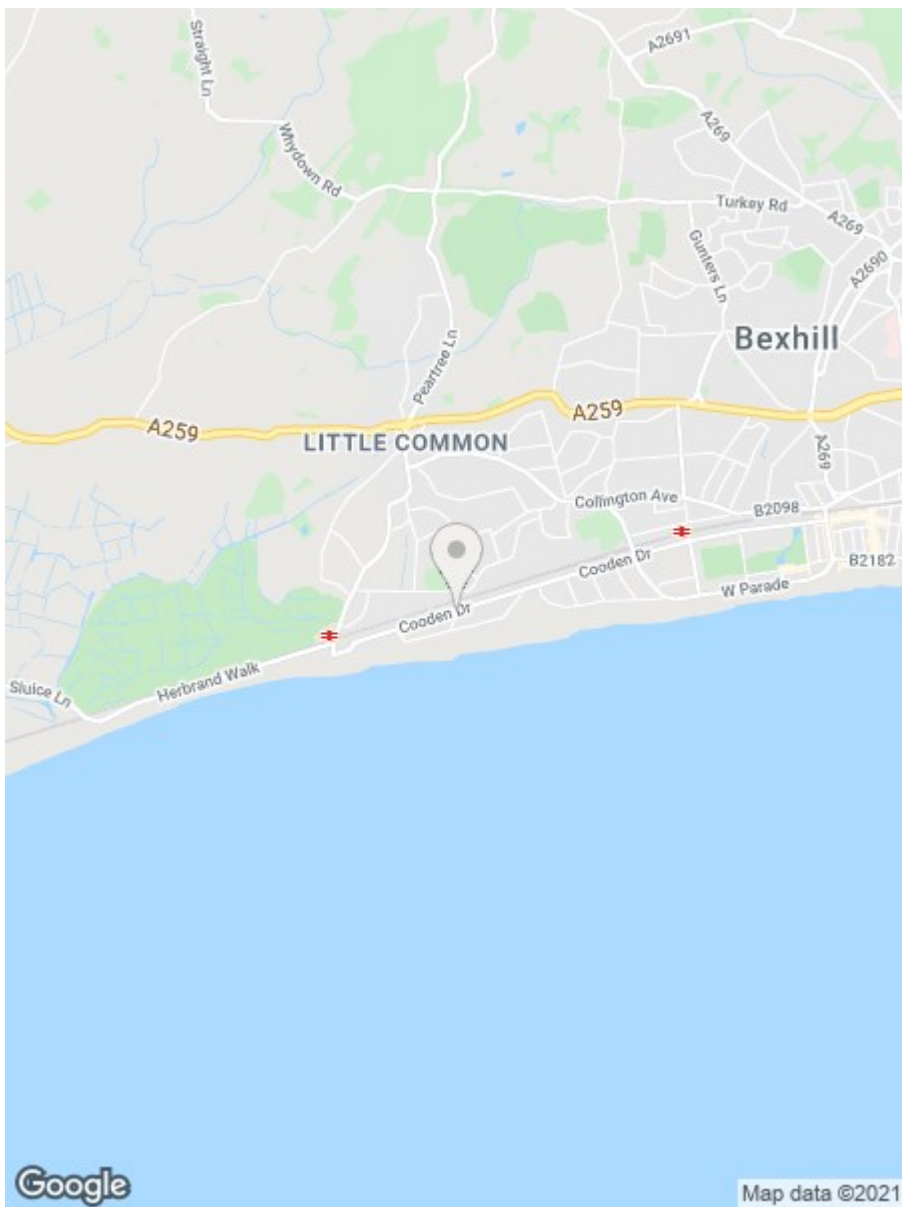 Straight Ln
A2691
A269
Whydown Rd
Turkey Rd
A269
Gunters Ln
A2690
Bexhill
Peartree Ln
A259
A259
LITTLE COMMON
A269
Collington Ave
B2098
Cooden Dr
B2182
W Parade
Cooden Dr
Herbrand Walk
Sluice Ln
Google
Map data ©2021